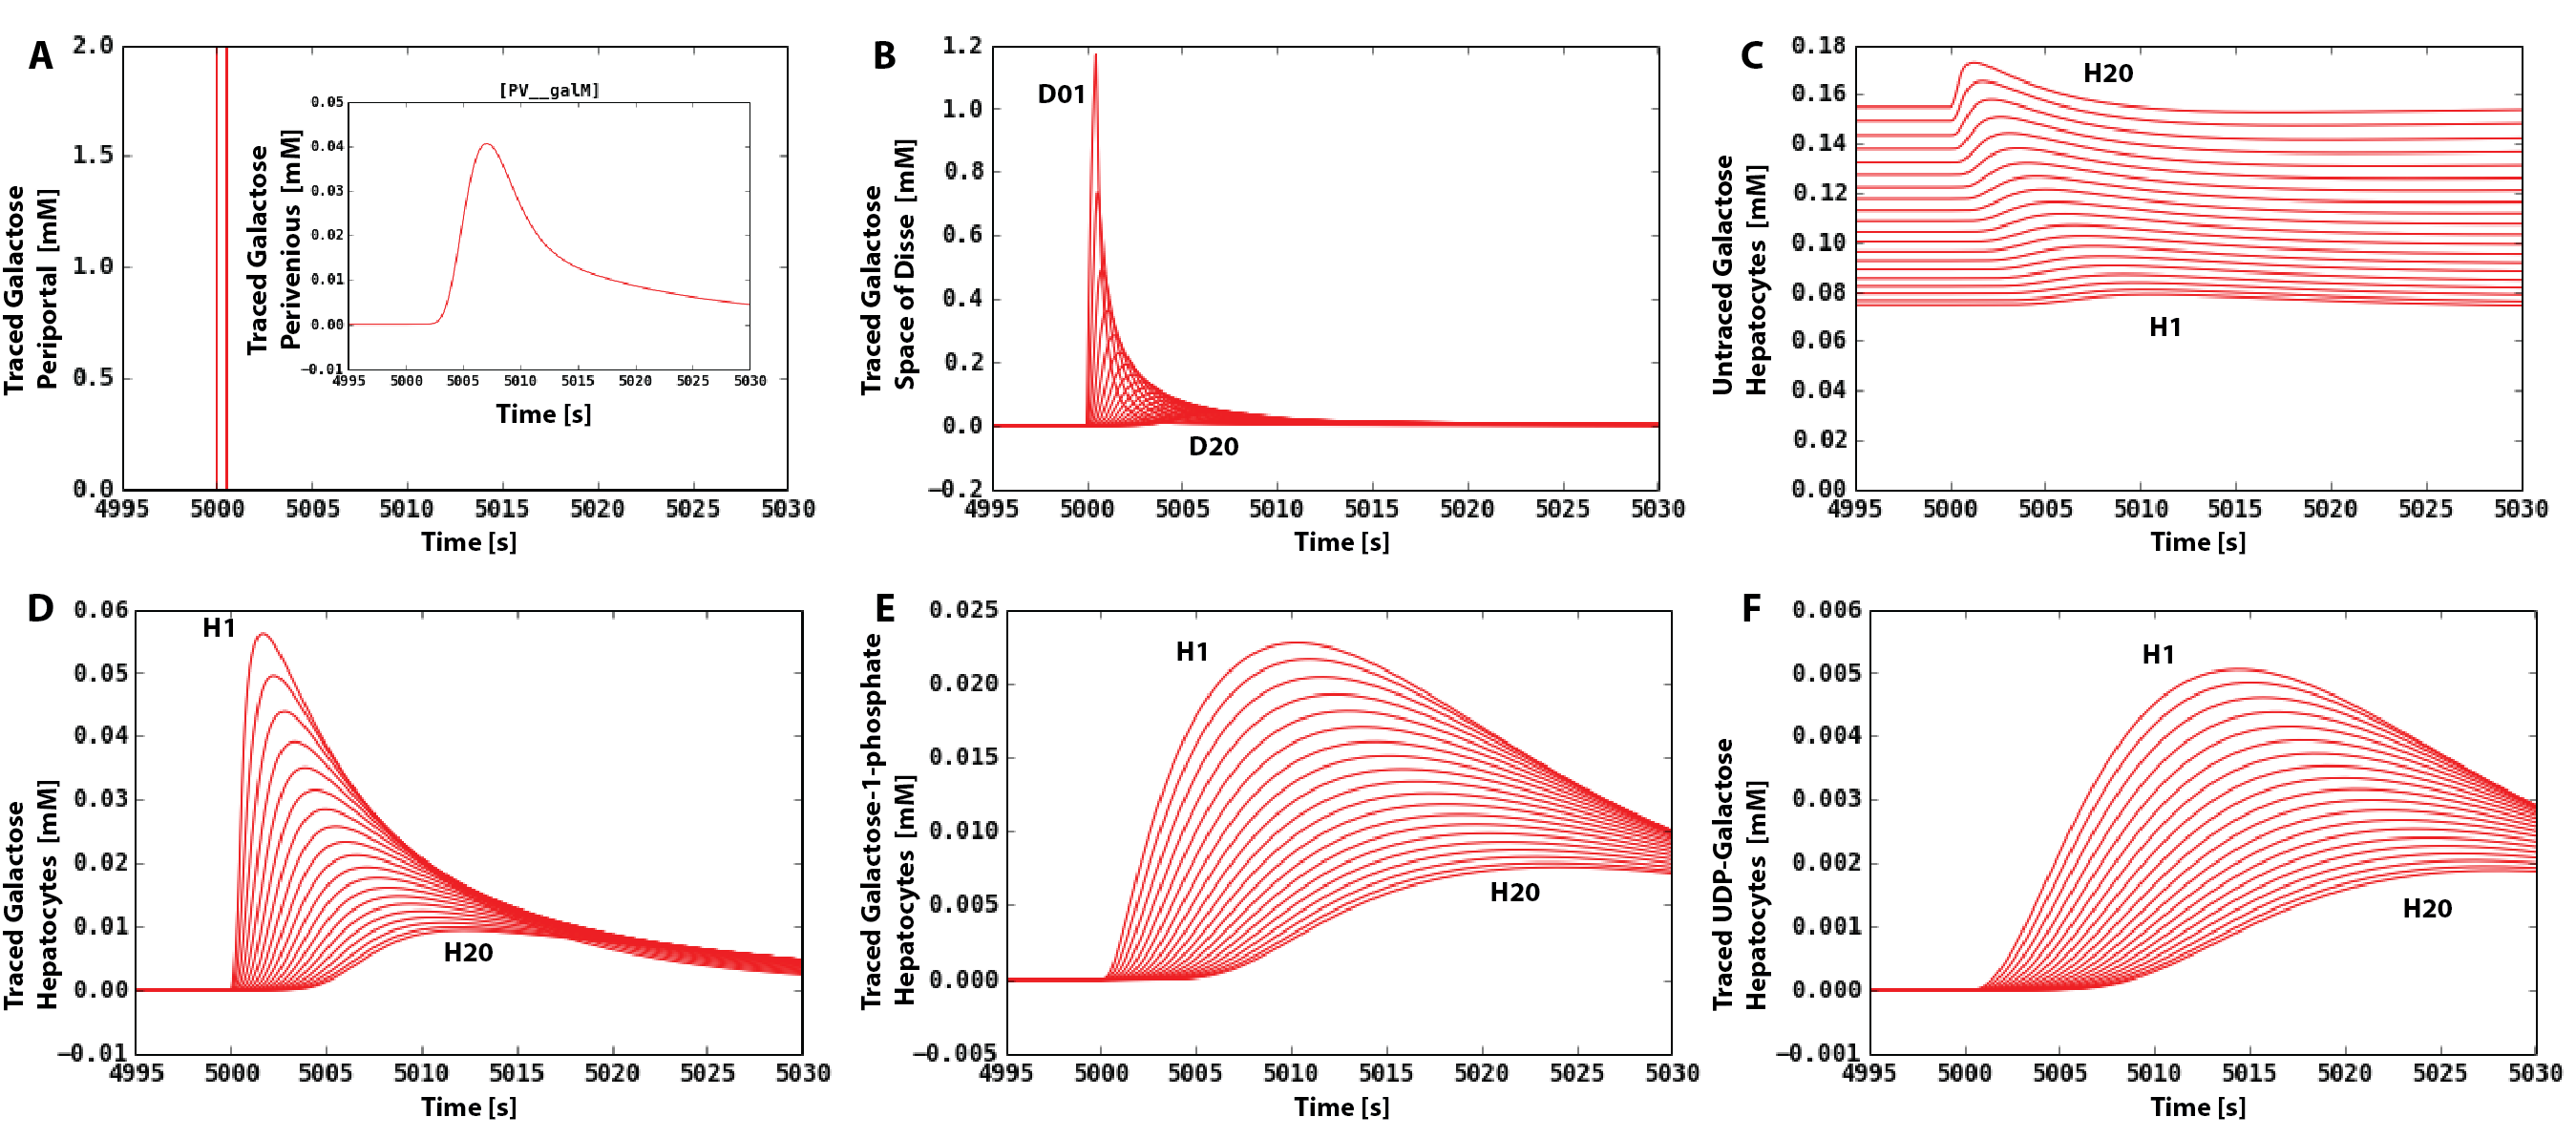 A
Traced Galactose
Periportal [mM]
2.0
1.5
1.0
0.5
0.0
4995 5000 5005 5010 5015 5020 5025 5030
Time [s]
[PV__galM]
Traced Galactose
Perivenious [mM]
0.05
0.04
0.03
0.02
0.01
0.00
−0.01
4995 5000 5005 5010 5015 5020 5025 5030
Time [s]
B
Traced Galactose
Space of Disse [mM]
1.2
1.0
0.8
0.6
0.4
0.2
0.0
−0.2
D01
D20
4995 5000 5005 5010 5015 5020 5025 5030
Time [s]
C
Untraced Galactose
Hepatocytes [mM]
0.18
0.16
0.14
0.12
0.10
0.08
0.06
0.04
0.02
0.00
H20
H1
4995 5000 5005 5010 5015 5020 5025 5030
Time [s]
D
Traced Galactose
Hepatocytes [mM]
0.06
0.05
0.04
0.03
0.02
0.01
0.00
−0.01
H1
H20
4995 5000 5005 5010 5015 5020 5025 5030
Time [s]
E
Traced Galactose-1-phosphate
Hepatocytes [mM]
0.025
0.020
0.015
0.010
0.005
0.000
−0.005
H1
H20
4995 5000 5005 5010 5015 5020 5025 5030
Time [s]
F
Traced UDP-Galactose
Hepatocytes [mM]
0.006
0.005
0.004
0.003
0.002
0.001
0.000
−0.001
H1
H20
4995 5000 5005 5010 5015 5020 5025 5030
Time [s]